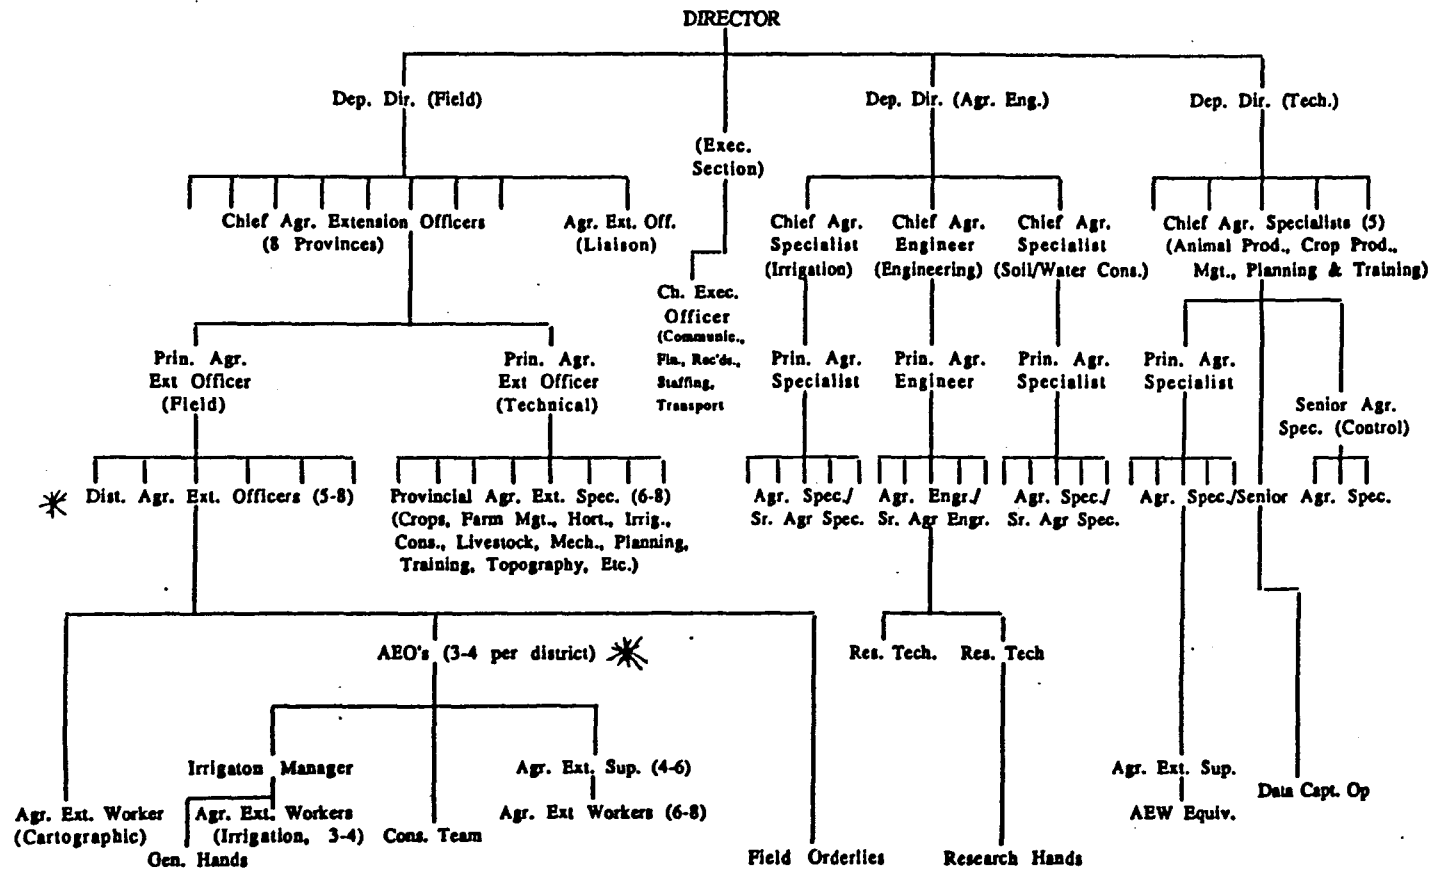 DIRECTOR
Dep. Dir. (Field)
Dep. Dir. (Agr. Eng.)
Dep. Dir. (Tech.)
(Exec.
Section)
Chief Agr. Extension Officers
(8 Provinces)
Agr. Ext. Off.
(Liaison)
Chief Agr.
Specialist
(Irrigation)
Chief Agr.
Engineer
(Engineering)
Chief Agr.
Specialist
(Soil/Water Cons.)
Chief Agr. Specialists (5)
(Animal Prod., Crop Prod.,
Mgt., Planning & Training)
Ch. Exec.
Officer
(Communic.,
Fin., Rec'ds.,
Staffing,
Transport
Prin. Agr.
Ext Officer
(Field)
Prin. Agr.
Ext Officer
(Technical)
Prin. Agr.
Specialist
Prin. Agr.
Engineer
Prin. Agr.
Specialist
Prin. Agr.
Specialist
Senior Agr.
Spec. (Control)
Dist. Agr. Ext. Officers (5-8)
Provincial Agr. Ext. Spec. (6-8)
(Crops, Farm Mgt., Hort., Irrig.,
Cons., Livestock, Mech., Planning,
Training, Topography, Etc.)
Agr. Spec./
Sr. Agr Spec.
Agr. Engr./
Sr. Agr Engr.
Agr. Spec./
Sr. Agr Spec.
Agr. Spec./Senior Agr. Spec.
AEO's (3-4 per district)
Res. Tech. Res. Tech
Irrigaton Manager
Agr. Ext. Sup. (4-6)
Agr. Ext. Sup.
Data Capt. Op
Agr. Ext. Worker
(Cartographic)
Agr. Ext. Workers
(Irrigation, 3-4)
Gen. Hands
Cons. Team
Agr. Ext Workers (6-8)
AEW Equiv.
Field Orderlies
Research Hands